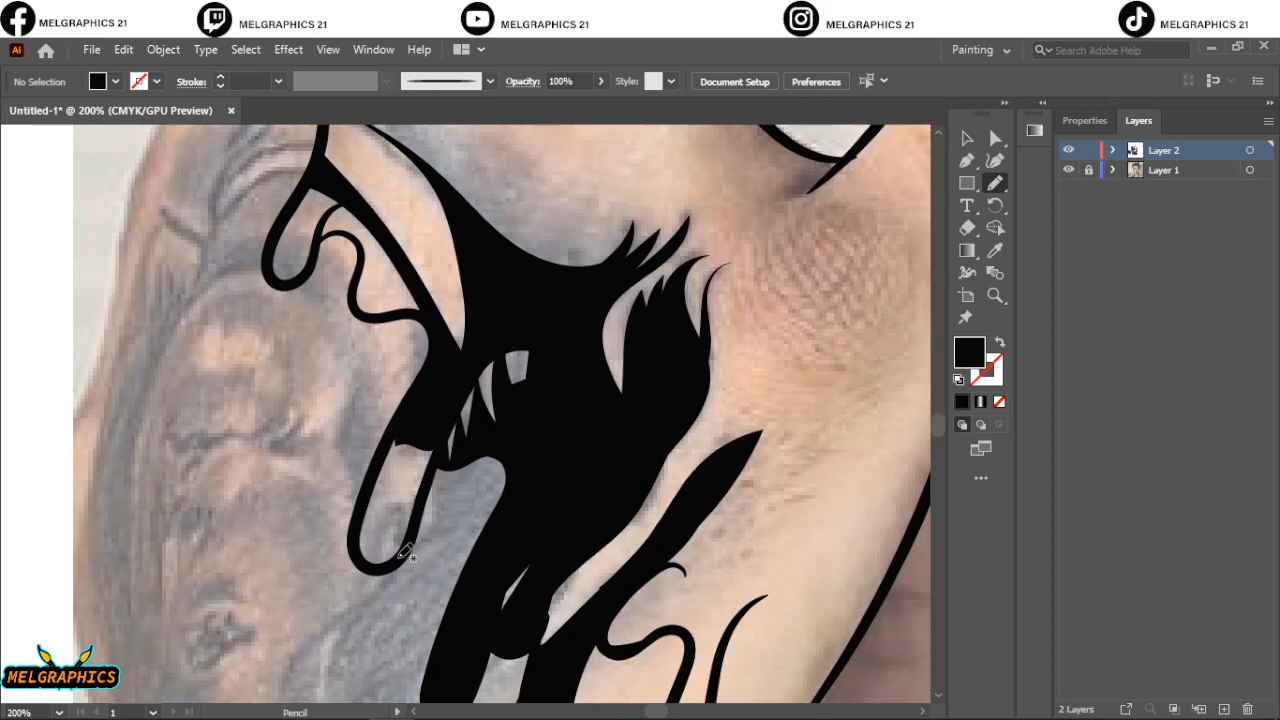 MELGRAPHICS 21
MELGRAPHICS 21
MELGRAPHICS 21
MELGRAPHICS 21
MELGRAPHICS 21
Ai
File Edit Object Type Select Effect View Window Help
Painting
Search Adobe Help
No Selection
Stroke:
Opacity:
100%
Style:
Document Setup
Preferences
Untitled-1* @ 200% (CMYK/GPU Preview)
Properties
Layers
Layer 2
Layer 1
MELGRAPHICS
200%
1
Pencil
2 Layers